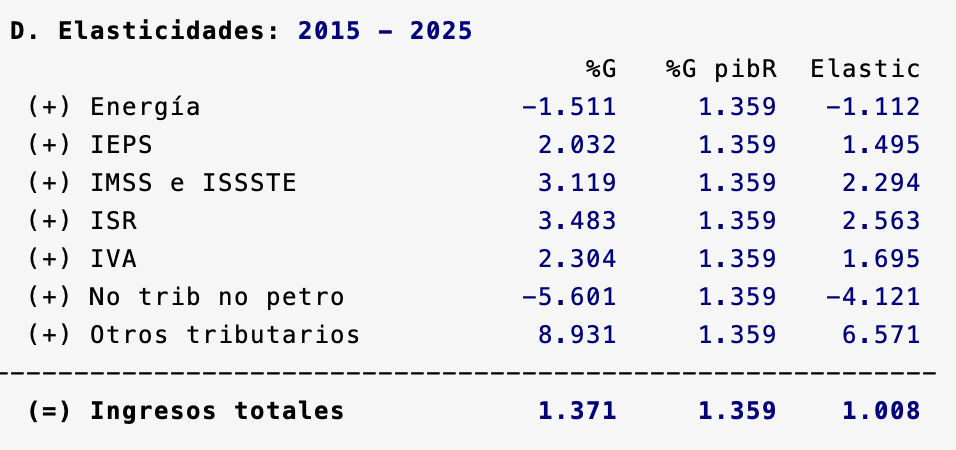 D. Elasticidades: 2015 - 2025
%G %G pibR Elastic
(+) Energía -1.511 1.359 -1.112
(+) IEPS 2.032 1.359 1.495
(+) IMSS e ISSSTE 3.119 1.359 2.294
(+) ISR 3.483 1.359 2.563
(+) IVA 2.304 1.359 1.695
(+) No trib no petro -5.601 1.359 -4.121
(+) Otros tributarios 8.931 1.359 6.571
-----------------------------------------------------------
(=) Ingresos totales 1.371 1.359 1.008